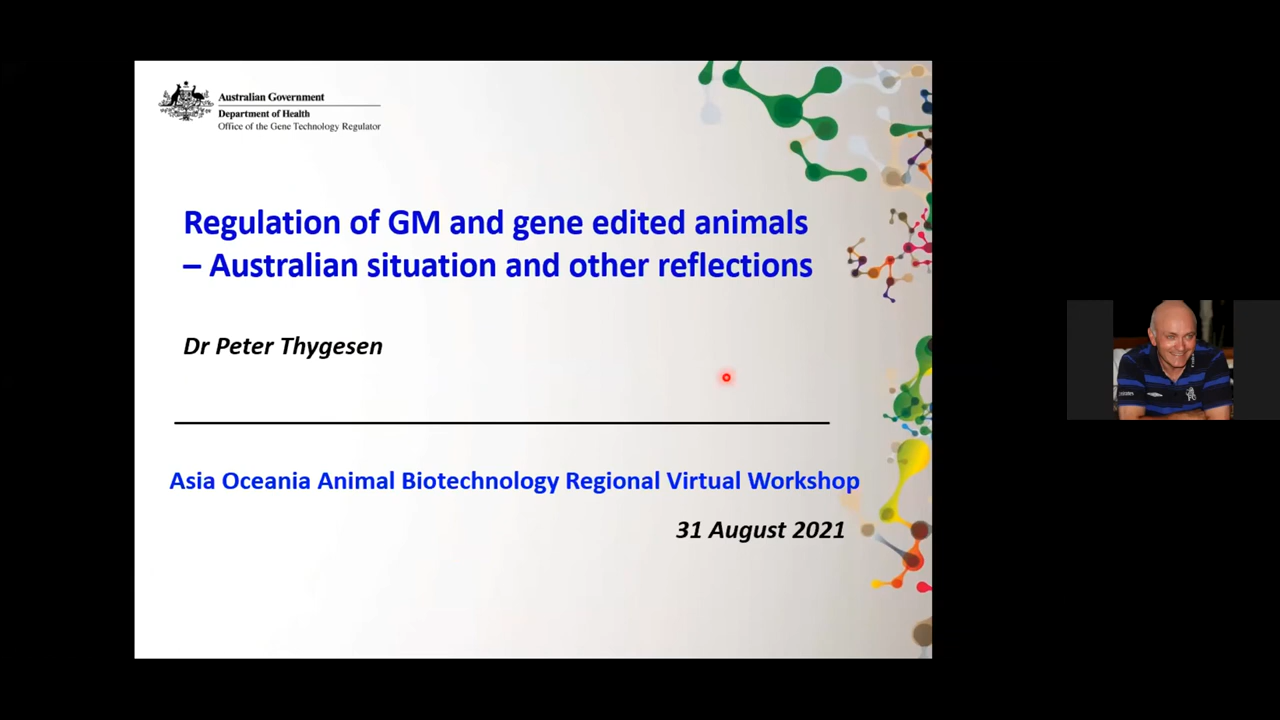 Australian Government
Department of Health
Office of the Gene Technology Regulator
Regulation of GM and gene edited animals
– Australian situation and other reflections
Dr Peter Thygesen
Asia Oceania Animal Biotechnology Regional Virtual Workshop
31 August 2021